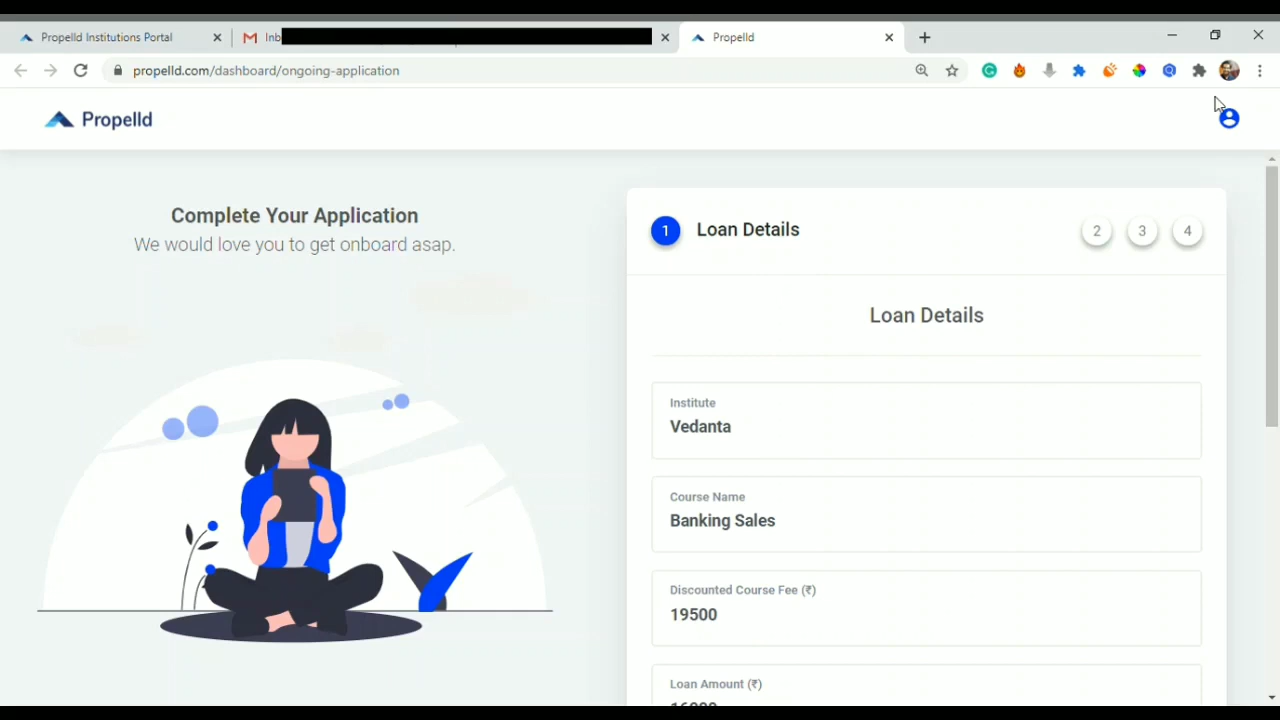 Propelld Institutions Portal
Inb
Propelld
propelld.com/dashboard/ongoing-application
Propelld
Complete Your Application
We would love you to get onboard asap.
1
Loan Details
2
3
4
Loan Details
Institute
Vedanta
Course Name
Banking Sales
Discounted Course Fee (₹)
19500
Loan Amount (₹)